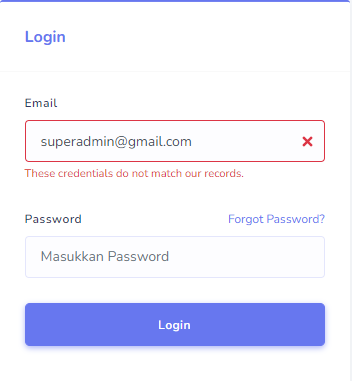 Login
Email
superadmin@gmail.com
These credentials do not match our records.
Password Forgot Password?
Masukkan Password
Login